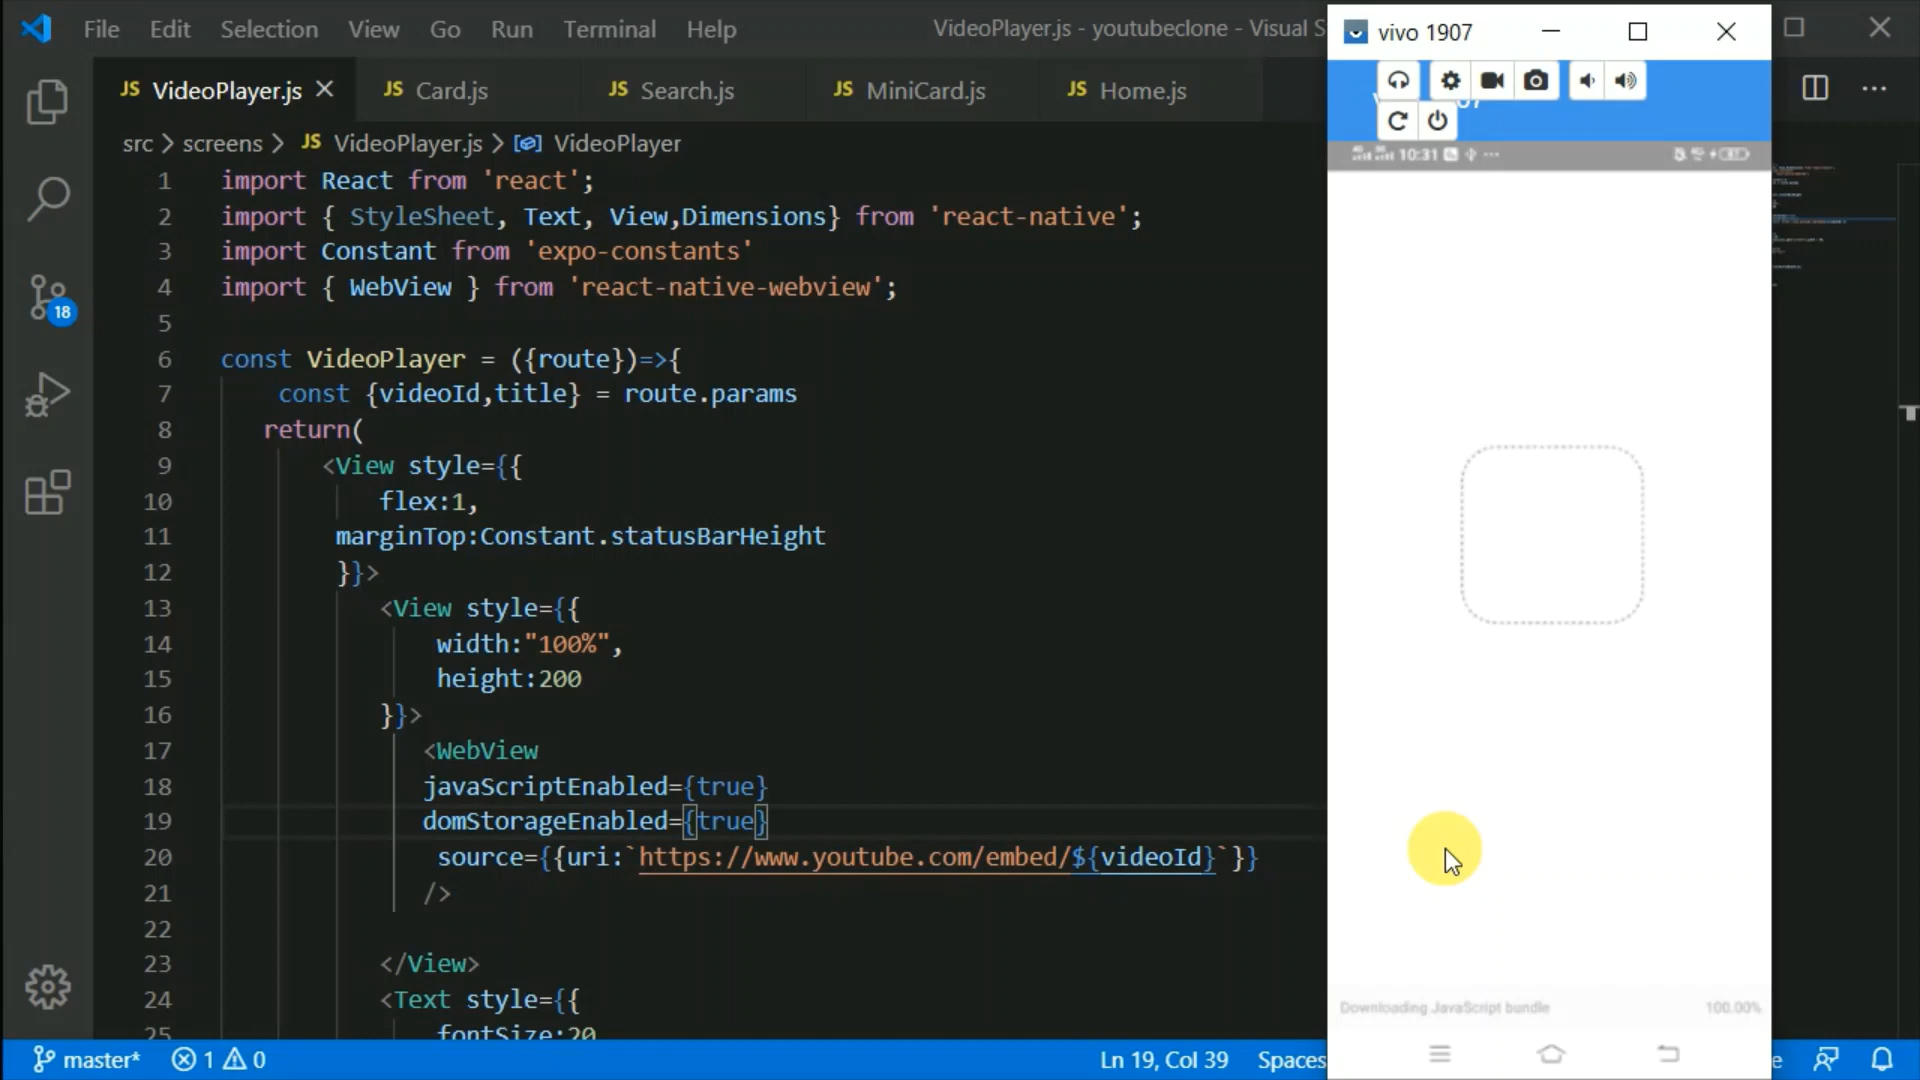 File Edit Selection View Go Run Terminal Help
VideoPlayer.js - youtubeclone - Visual S
vivo 1907
JS VideoPlayer.js
JS Card.js
JS Search.js
JS MiniCard.js
JS Home.js
src > screens > JS VideoPlayer.js > VideoPlayer
10:31
1 import React from 'react';
2 import { StyleSheet, Text, View,Dimensions} from 'react-native';
3 import Constant from 'expo-constants'
4 import { WebView } from 'react-native-webview';
5
6 const VideoPlayer = ({route})=>{
7 const {videoId,title} = route.params
8 return(
9 <View style={{
10 flex:1,
11 marginTop:Constant.statusBarHeight
12 }}>
13 <View style={{
14 width:"100%",
15 height:200
16 }}>
17 <WebView
18 javaScriptEnabled={true}
19 domStorageEnabled={true}
20 source={{uri:`https://www.youtube.com/embed/${videoId}`}}
21 />
22
23 </View>
24 <Text style={{
25 fontSize:20
18
Downloading JavaScript bundle 100.00%
master* 1 0
Ln 19, Col 39 Spaces